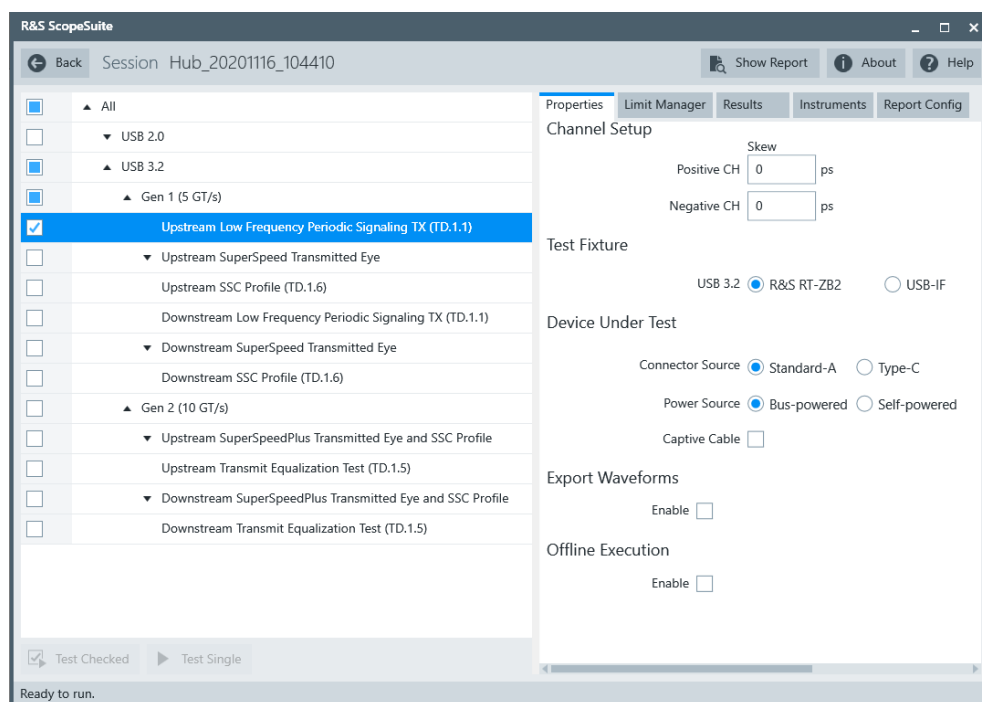 R&S ScopeSuite
Back Session Hub_20201116_104410 Show Report About Help
All
USB 2.0
USB 3.2
Gen 1 (5 GT/s)
Upstream Low Frequency Periodic Signaling TX (TD.1.1)
Upstream SuperSpeed Transmitted Eye
Upstream SSC Profile (TD.1.6)
Downstream Low Frequency Periodic Signaling TX (TD.1.1)
Downstream SuperSpeed Transmitted Eye
Downstream SSC Profile (TD.1.6)
Gen 2 (10 GT/s)
Upstream SuperSpeedPlus Transmitted Eye and SSC Profile
Upstream Transmit Equalization Test (TD.1.5)
Downstream SuperSpeedPlus Transmitted Eye and SSC Profile
Downstream Transmit Equalization Test (TD.1.5)
Test Checked Test Single
Properties Limit Manager Results Instruments Report Config
Channel Setup
Skew
Positive CH 0 ps
Negative CH 0 ps
Test Fixture
USB 3.2 R&S RT-ZB2 USB-IF
Device Under Test
Connector Source Standard-A Type-C
Power Source Bus-powered Self-powered
Captive Cable
Export Waveforms
Enable
Offline Execution
Enable
Ready to run.